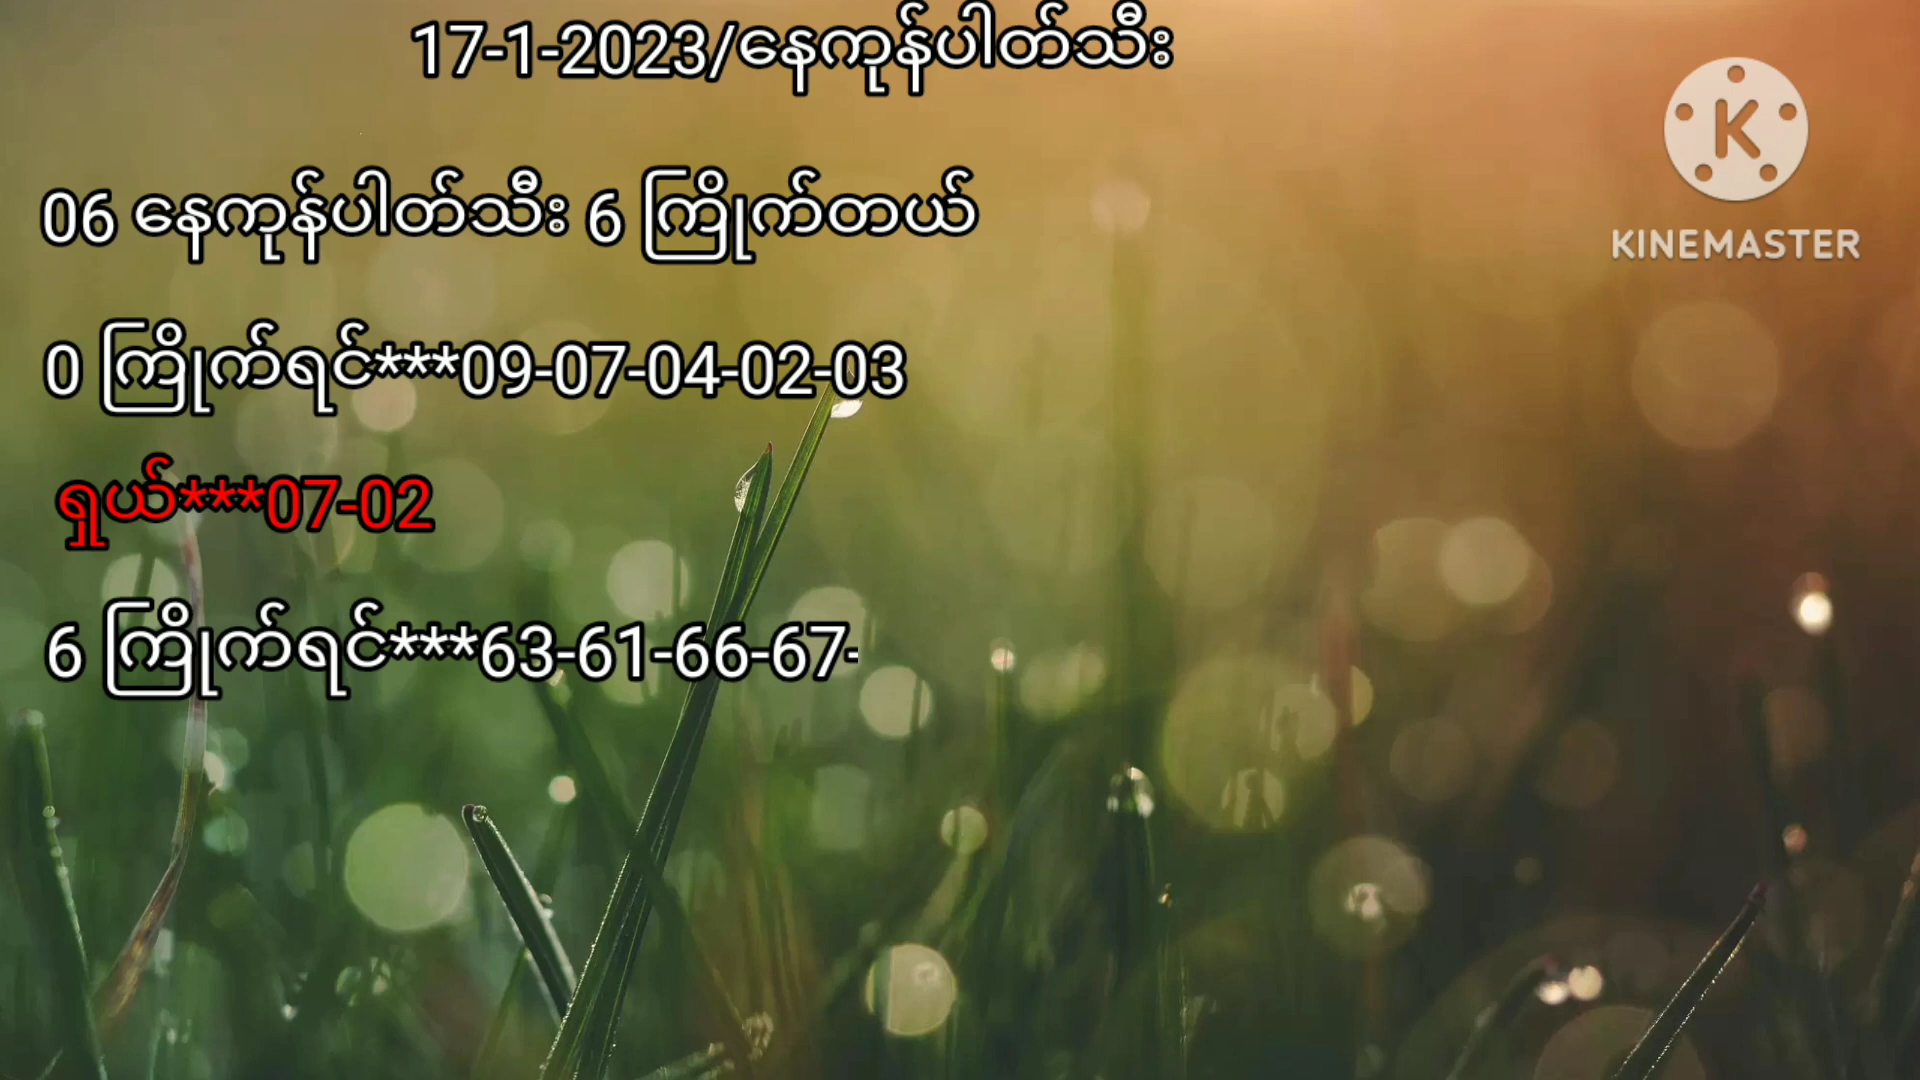 17-1-2023/နေကုန်ပါတ်သီး
KINEMASTER
06 နေကုန်ပါတ်သီး 6 ကြိုက်တယ်
0 ကြိုက်ရင်***09-07-04-02-03
ရှယ်***07-02
6 ကြိုက်ရင်***63-61-66-67-